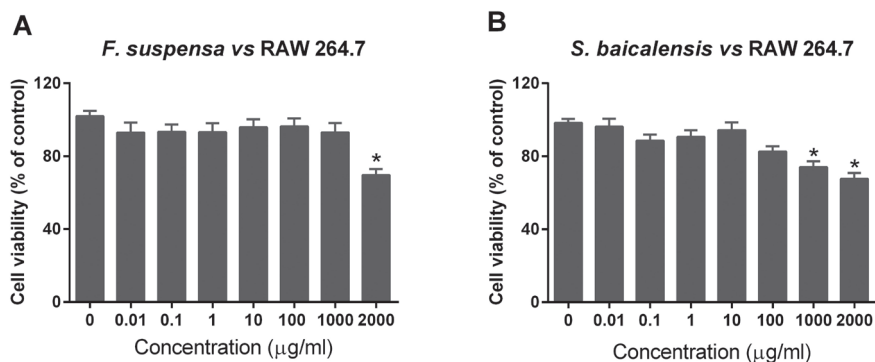 A
F. suspensa vs RAW 264.7
Cell viability (% of control)
120
80
40
0
*
0 0.01 0.1 1 10 100 1000 2000
Concentration (μg/ml)
B
S. baicalensis vs RAW 264.7
Cell viability (% of control)
120
80
40
0
* *
0 0.01 0.1 1 10 100 1000 2000
Concentration (μg/ml)